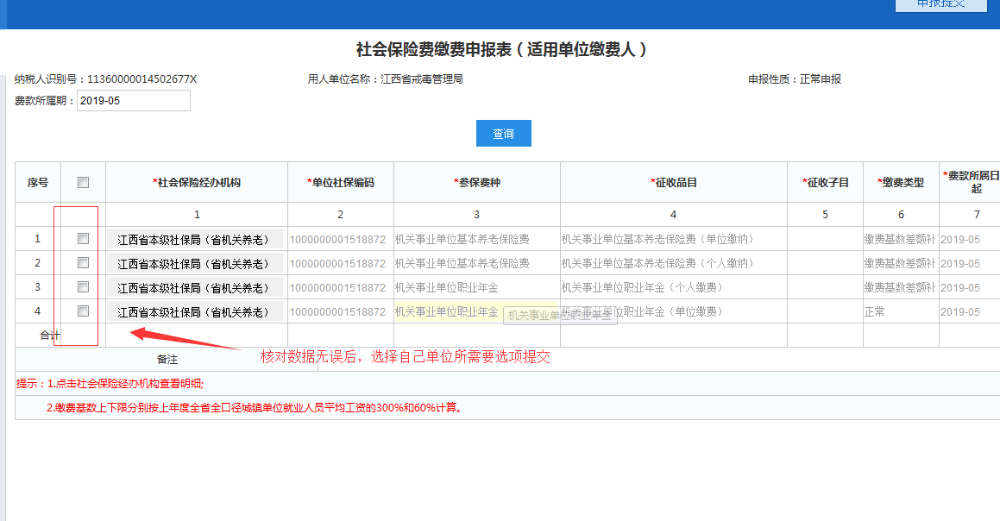 申报提交
社会保险费缴费申报表（适用单位缴费人）
纳税人识别号：11360000014502677X 用人单位名称：江西省戒毒管理局 申报性质：正常申报
费款所属期：2019-05
查询
序号 *社会保险经办机构 *单位社保编码 *参保费种 *征收品目 *征收子目 *缴费类型 *费款所属日
起
1 2 3 4 5 6 7
1 江西省本级社保局（省机关养老） 1000000001518872 机关事业单位基本养老保险费 机关事业单位基本养老保险费（单位缴纳） 缴费基数差额补 2019-05
2 江西省本级社保局（省机关养老） 1000000001518872 机关事业单位基本养老保险费 机关事业单位基本养老保险费（个人缴纳） 缴费基数差额补 2019-05
3 江西省本级社保局（省机关养老） 1000000001518872 机关事业单位职业年金 机关事业单位职业年金（个人缴费） 缴费基数差额补 2019-05
4 江西省本级社保局（省机关养老） 1000000001518872 机关事业单位职业年金 机关事业单位职业年金（单位缴费） 正常 2019-05
机关事业单位职业年金
合计
备注
核对数据无误后，选择自己单位所需要选项提交
提示：1.点击社会保险经办机构查看明细;
2.缴费基数上下限分别按上年度全省全口径城镇单位就业人员平均工资的300%和60%计算。